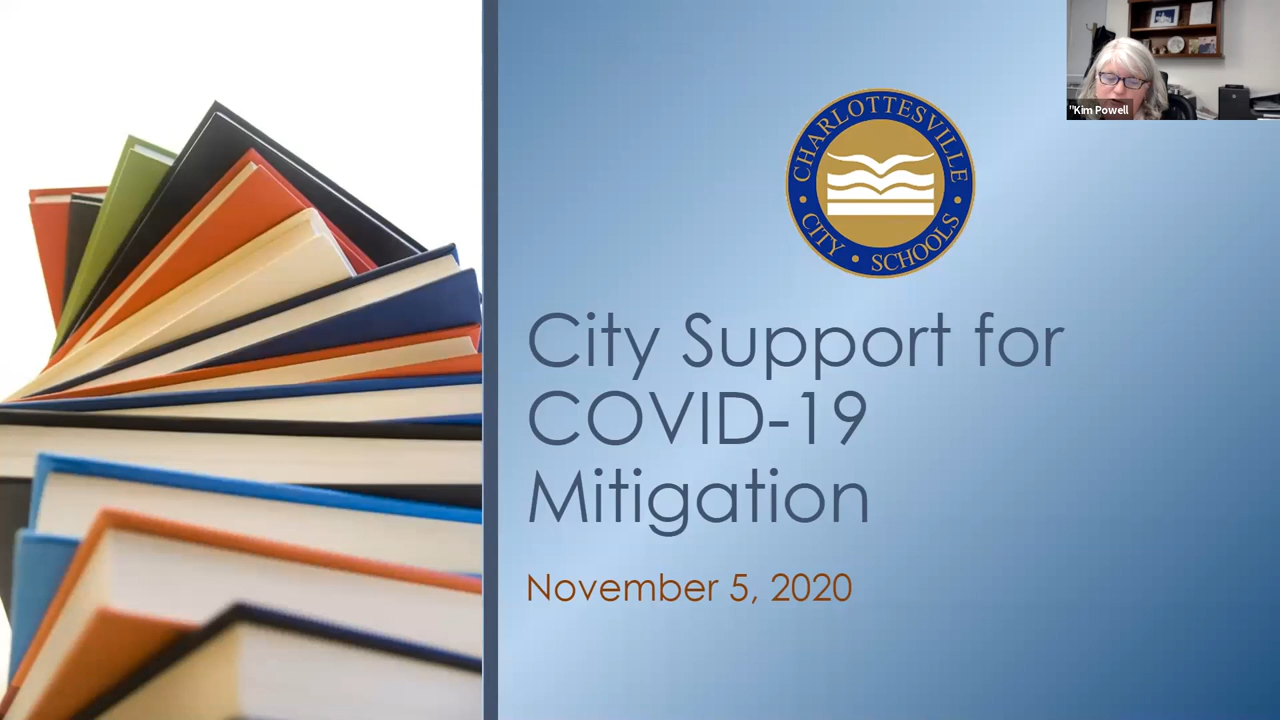 "Kim Powell
CHARLOTTESVILLE
CITY • SCHOOLS
City Support for
COVID-19
Mitigation
November 5, 2020